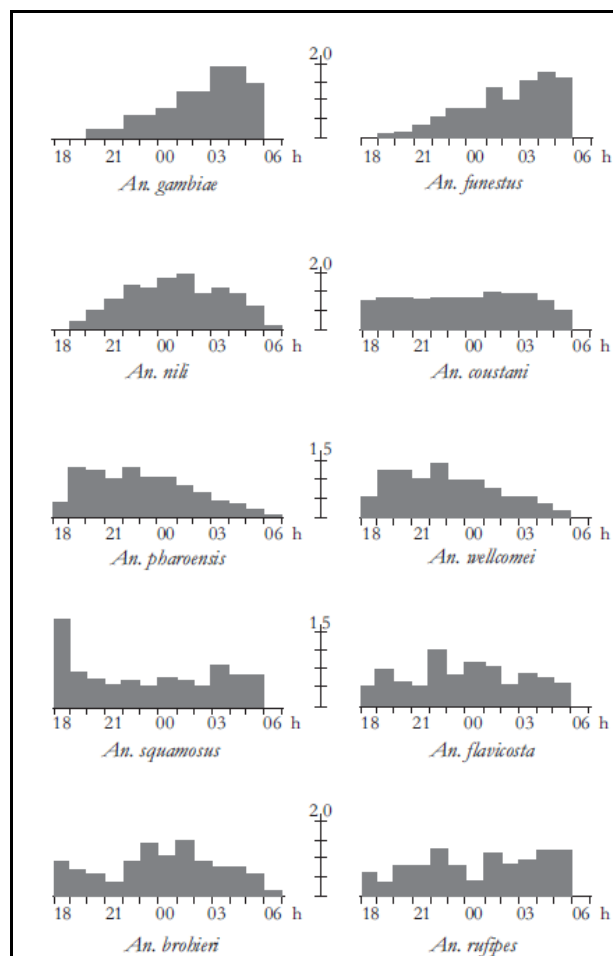 2,0
18 21 00 03 06 h 18 21 00 03 06 h
An. gambiae An. funestus
2,0
18 21 00 03 06 h 18 21 00 03 06 h
An. nili An. coustani
1,5
18 21 00 03 06 h 18 21 00 03 06 h
An. pharoensis An. wellcomei
1,5
18 21 00 03 06 h 18 21 00 03 06 h
An. squamosus An. flavicosta
2,0
18 21 00 03 06 h 18 21 00 03 06 h
An. brohieri An. rufipes